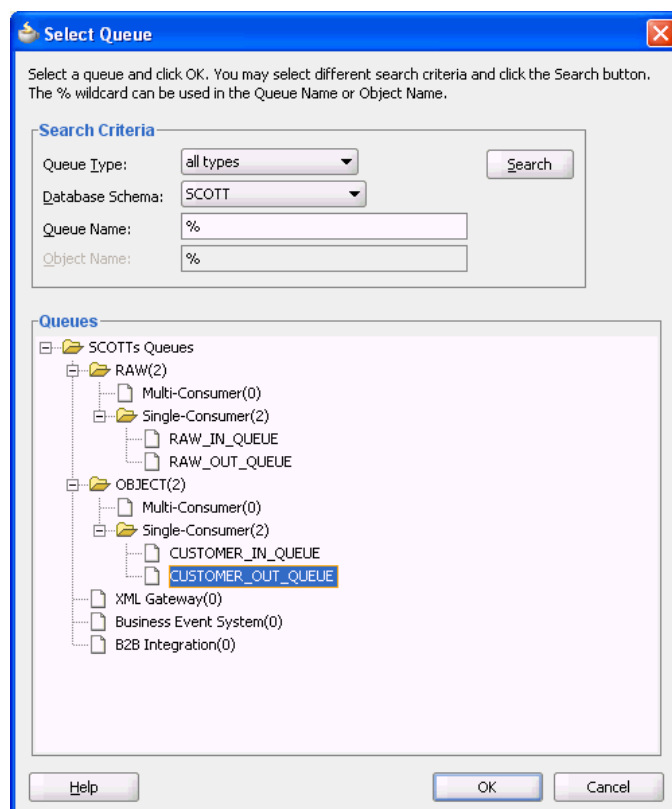 Select Queue
Select a queue and click OK. You may select different search criteria and click the Search button.
The % wildcard can be used in the Queue Name or Object Name.
Search Criteria
Queue Type: all types Search
Database Schema: SCOTT
Queue Name: %
Object Name: %
Queues
SCOTTs Queues
RAW(2)
Multi-Consumer(0)
Single-Consumer(2)
RAW_IN_QUEUE
RAW_OUT_QUEUE
OBJECT(2)
Multi-Consumer(0)
Single-Consumer(2)
CUSTOMER_IN_QUEUE
CUSTOMER_OUT_QUEUE
XML Gateway(0)
Business Event System(0)
B2B Integration(0)
Help OK Cancel